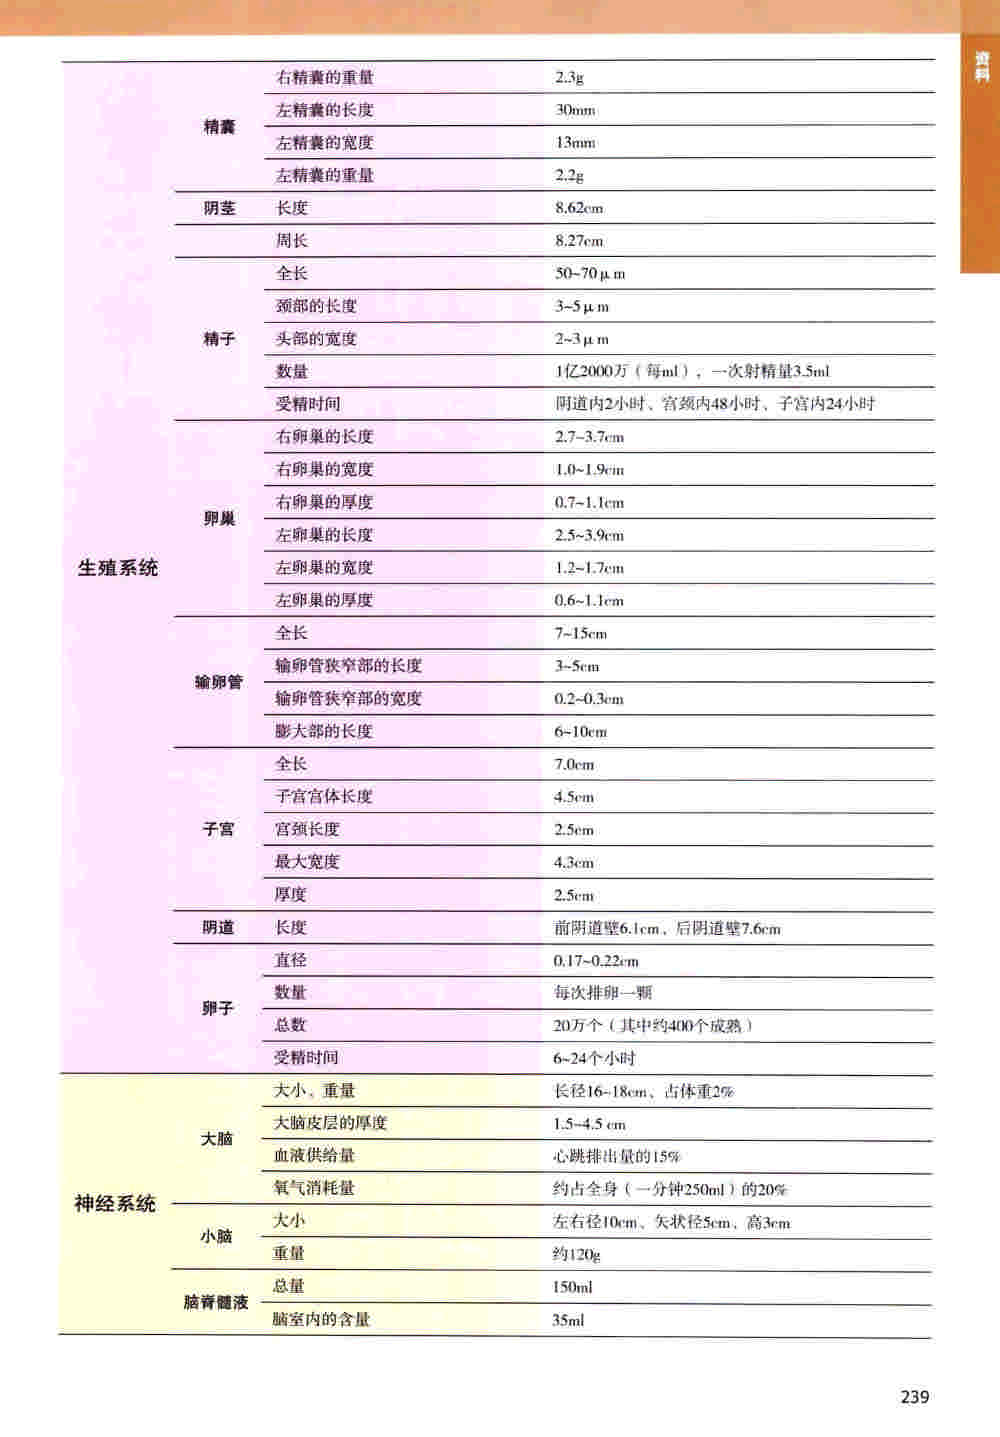 资料
右精囊的重量 2.3g
精囊
左精囊的长度 30mm
左精囊的宽度 13mm
左精囊的重量 2.2g
阴茎 长度 8.62cm
周长 8.27cm
全长 50~70μm
颈部的长度 3~5μm
精子 头部的宽度 2~3μm
数量 1亿2000万（每ml），一次射精量3.5ml
受精时间 阴道内2小时、宫颈内48小时、子宫内24小时
右卵巢的长度 2.7~3.7cm
右卵巢的宽度 1.0~1.9cm
右卵巢的厚度 0.7~1.1cm
卵巢
左卵巢的长度 2.5~3.9cm
生殖系统 左卵巢的宽度 1.2~1.7cm
左卵巢的厚度 0.6~1.1cm
全长 7~15cm
输卵管狭窄部的长度 3~5cm
输卵管
输卵管狭窄部的宽度 0.2~0.3cm
膨大部的长度 6~10cm
全长 7.0cm
子宫宫体长度 4.5cm
子宫 宫颈长度 2.5cm
最大宽度 4.3cm
厚度 2.5cm
阴道 长度 前阴道壁6.1cm、后阴道壁7.6cm
直径 0.17~0.22cm
数量 每次排卵一颗
卵子
总数 20万个（其中约400个成熟）
受精时间 6~24个小时
大小、重量 长径16~18cm、占体重2%
大脑皮层的厚度 1.5~4.5 cm
大脑
血液供给量 心跳排出量的15%
氧气消耗量 约占全身（一分钟250ml）的20%
神经系统
大小 左右径10cm、矢状径5cm、高3cm
小脑
重量 约120g
总量 150ml
脑脊髓液
脑室内的含量 35ml
239